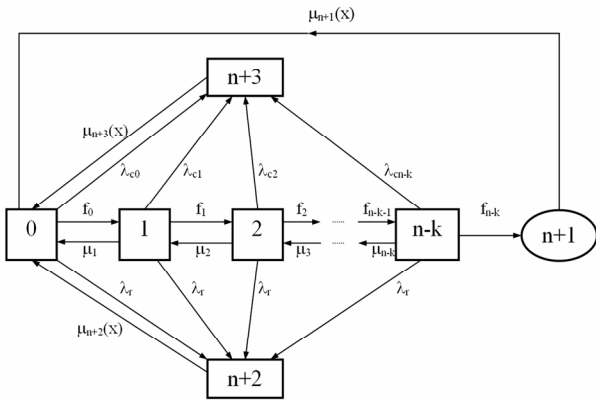 μn+1(x)
n+3
μn+3(x)
λc0
λc1
λc2
λcn-k
f0
f1
f2
fn-k-1
fn-k
0
1
2
......
n-k
n+1
μ1
μ2
μ3
......
μn-k
λr
λr
λr
λr
μn+2(x)
n+2